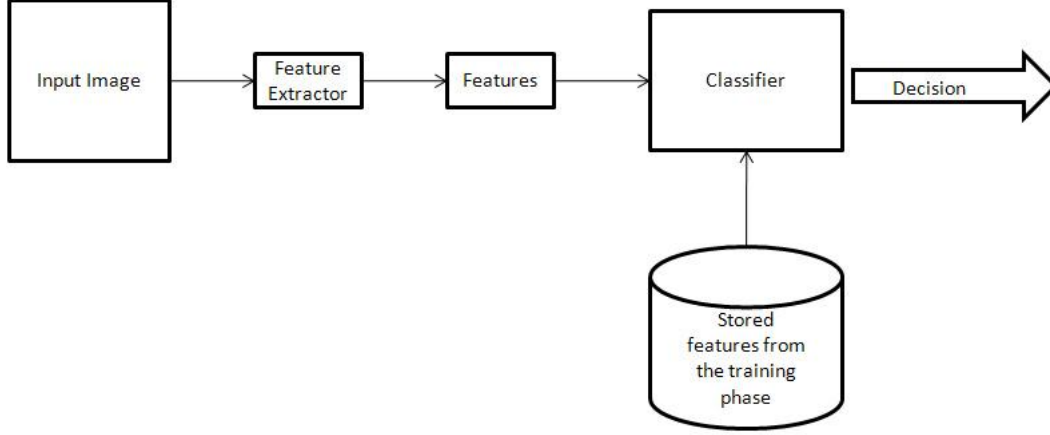 Input Image
Feature
Extractor
Features
Classifier
Decision
Stored
features from
the training
phase